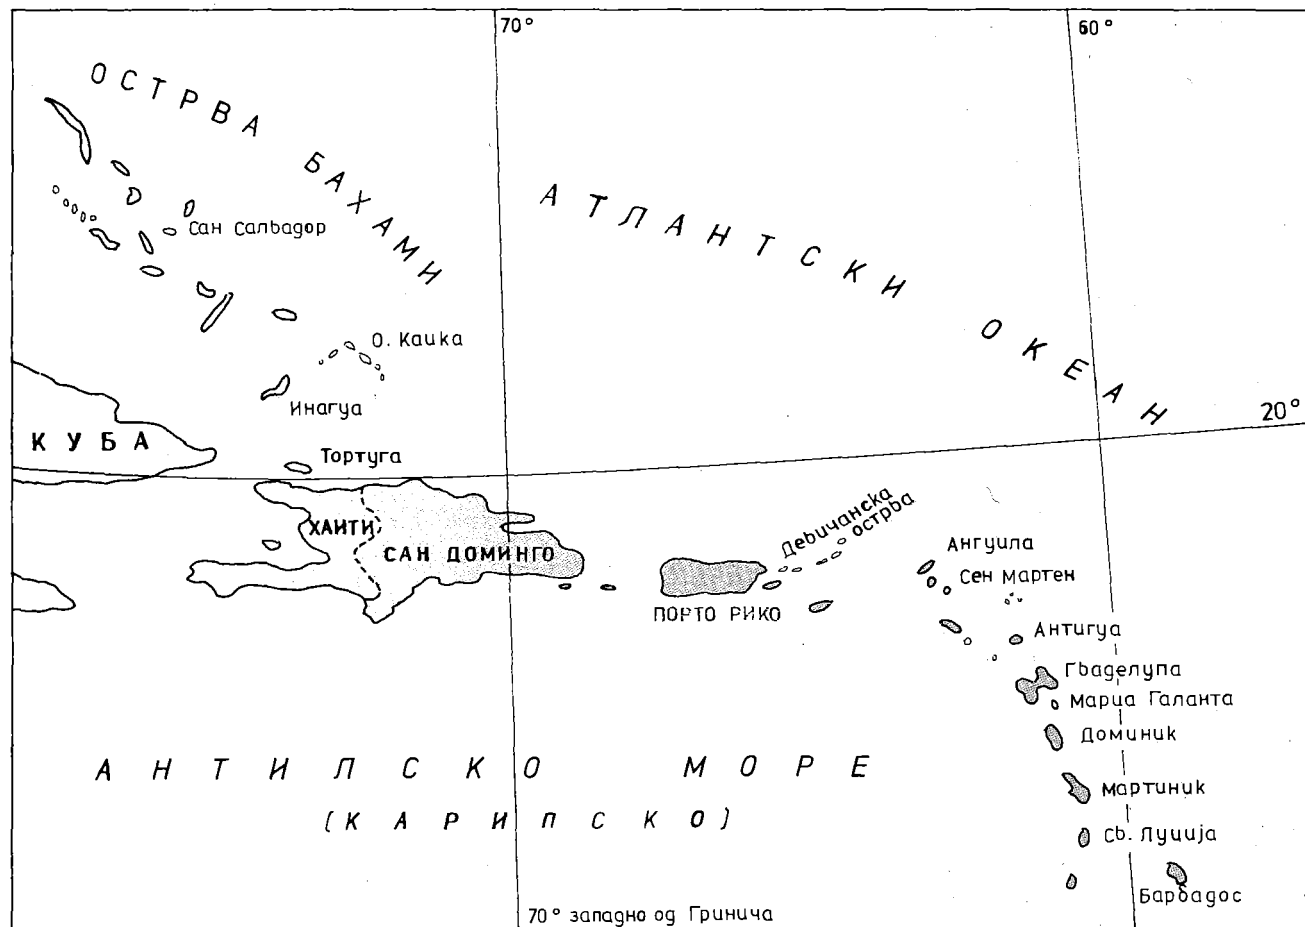 70°
60°
ОСТРВА БАХАМИ
АТЛАНТСКИ ОКЕАН
Сан Салвадор
О. Каика
Инагуа
20°
КУБА
Тортуга
ХАИТИ
САН ДОМИНГО
Девичанска
острва
Ангуила
Сен Мартен
ПОРТО РИКО
Антигуа
Гваделупа
Мариа Галанта
Доминик
АНТИЛСКО МОРЕ
(КАРИПСКО)
Мартиник
Св. Луција
Барбадос
70° западно од Гринича